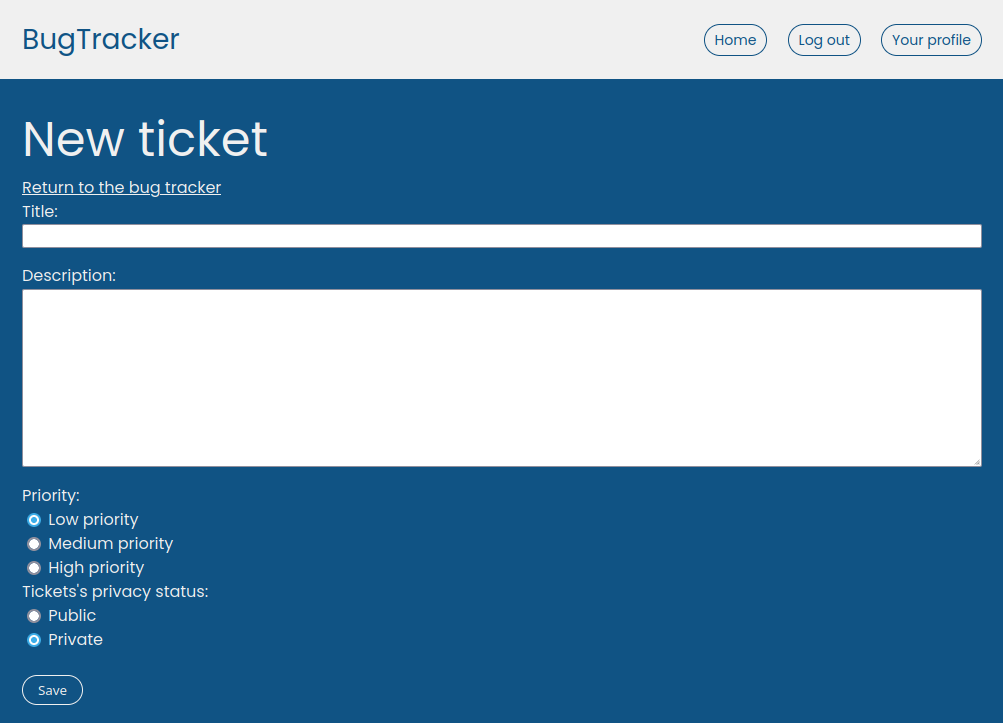 BugTracker
Home
Log out
Your profile
New ticket
Return to the bug tracker
Title:
Description:
Priority:
Low priority
Medium priority
High priority
Tickets's privacy status:
Public
Private
Save